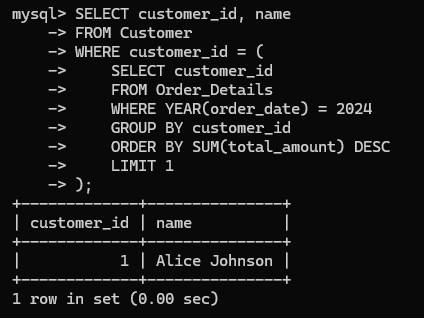 mysql> SELECT customer_id, name
    -> FROM Customer
    -> WHERE customer_id = (
    ->     SELECT customer_id
    ->     FROM Order_Details
    ->     WHERE YEAR(order_date) = 2024
    ->     GROUP BY customer_id
    ->     ORDER BY SUM(total_amount) DESC
    ->     LIMIT 1
    -> );
+-------------+---------------+
| customer_id | name          |
+-------------+---------------+
|           1 | Alice Johnson |
+-------------+---------------+
1 row in set (0.00 sec)